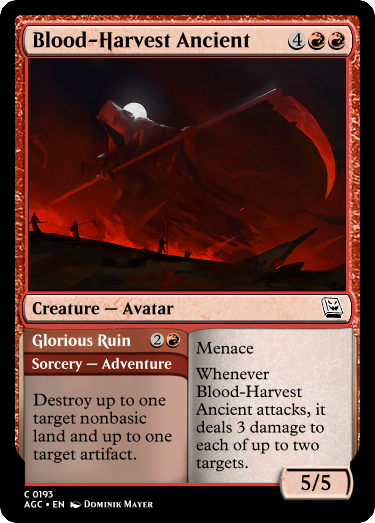 Blood-Harvest Ancient 4
Creature — Avatar
Glorious Ruin 2
Sorcery — Adventure
Destroy up to one
target nonbasic
land and up to one
target artifact.
Menace
Whenever
Blood-Harvest
Ancient attacks, it
deals 3 damage to
each of up to two
targets.
5/5
C 0193
AGC • EN Dominik Mayer